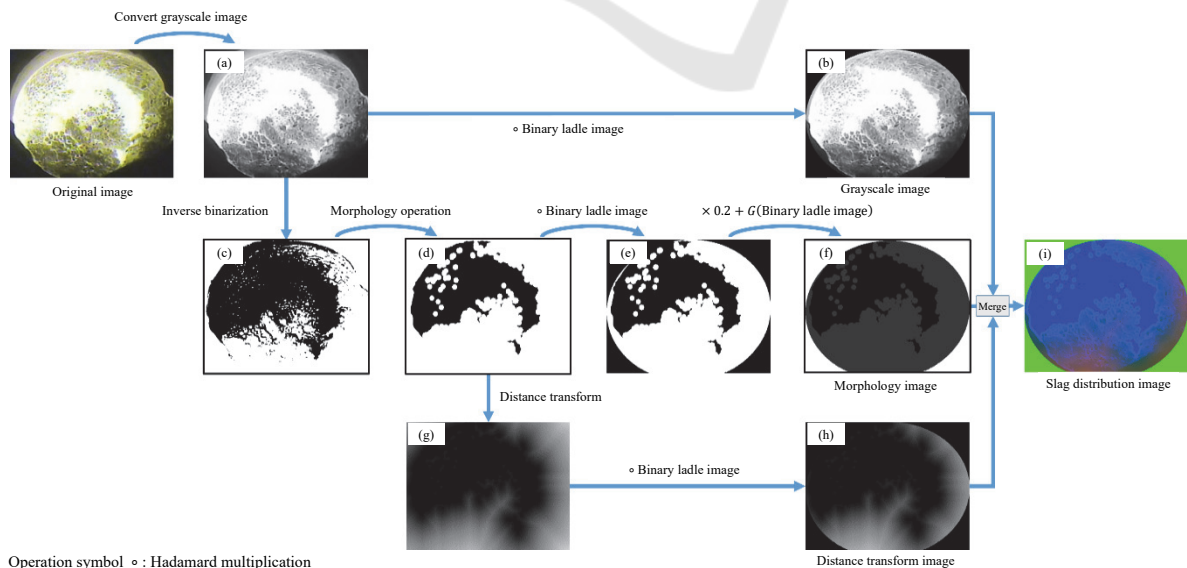 Convert grayscale image
(a)
(b)
∘ Binary ladle image
Original image
Grayscale image
Inverse binarization
Morphology operation
∘ Binary ladle image
× 0.2 + G(Binary ladle image)
(c)
(d)
(e)
(f)
(i)
Merge
Morphology image
Slag distribution image
Distance transform
(g)
(h)
∘ Binary ladle image
Distance transform image
Operation symbol ∘ : Hadamard multiplication